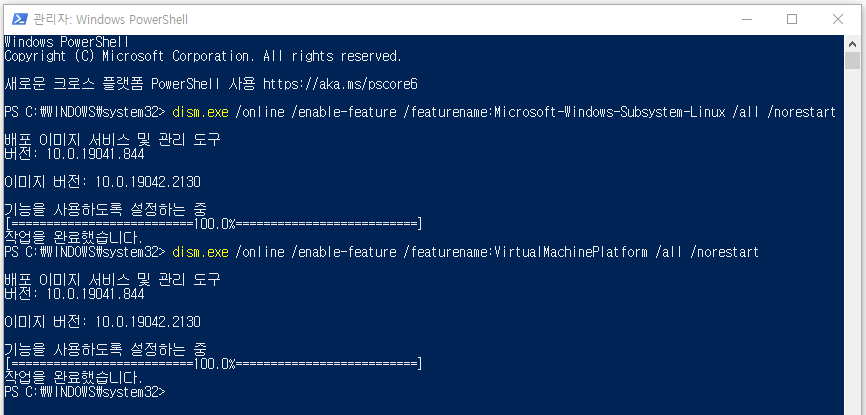 관리자: Windows PowerShell
Windows PowerShell
Copyright (C) Microsoft Corporation. All rights reserved.
새로운 크로스 플랫폼 PowerShell 사용 https://aka.ms/pscore6
PS C:₩WINDOWS₩system32> dism.exe /online /enable-feature /featurename:Microsoft-Windows-Subsystem-Linux /all /norestart
배포 이미지 서비스 및 관리 도구
버전: 10.0.19041.844
이미지 버전: 10.0.19042.2130
기능을 사용하도록 설정하는 중
[==========================100.0%==========================]
작업을 완료했습니다.
PS C:₩WINDOWS₩system32> dism.exe /online /enable-feature /featurename:VirtualMachinePlatform /all /norestart
배포 이미지 서비스 및 관리 도구
버전: 10.0.19041.844
이미지 버전: 10.0.19042.2130
기능을 사용하도록 설정하는 중
[==========================100.0%==========================]
작업을 완료했습니다.
PS C:₩WINDOWS₩system32>